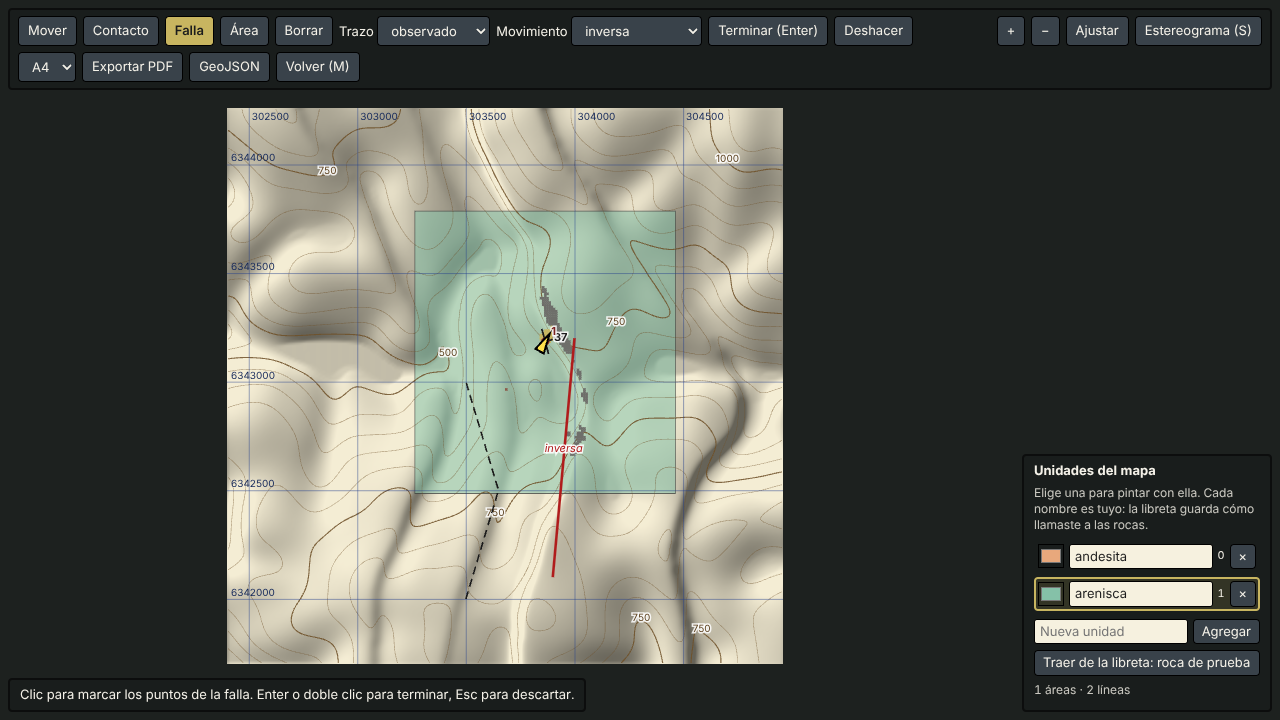 Mover Contacto Falla Área Borrar Trazo observado Movimiento inversa Terminar (Enter) Deshacer + − Ajustar Estereograma (S)
A4 Exportar PDF GeoJSON Volver (M)
302500 303000 303500 304000 304500
6344000
750
1000
6343500
750
1
37
500
6343000
inversa
6342500
750
6342000
750
750
Unidades del mapa
Elige una para pintar con ella. Cada
nombre es tuyo: la libreta guarda cómo
llamaste a las rocas.
andesita 0 ×
arenisca 1 ×
Nueva unidad Agregar
Traer de la libreta: roca de prueba
1 áreas · 2 líneas
Clic para marcar los puntos de la falla. Enter o doble clic para terminar, Esc para descartar.